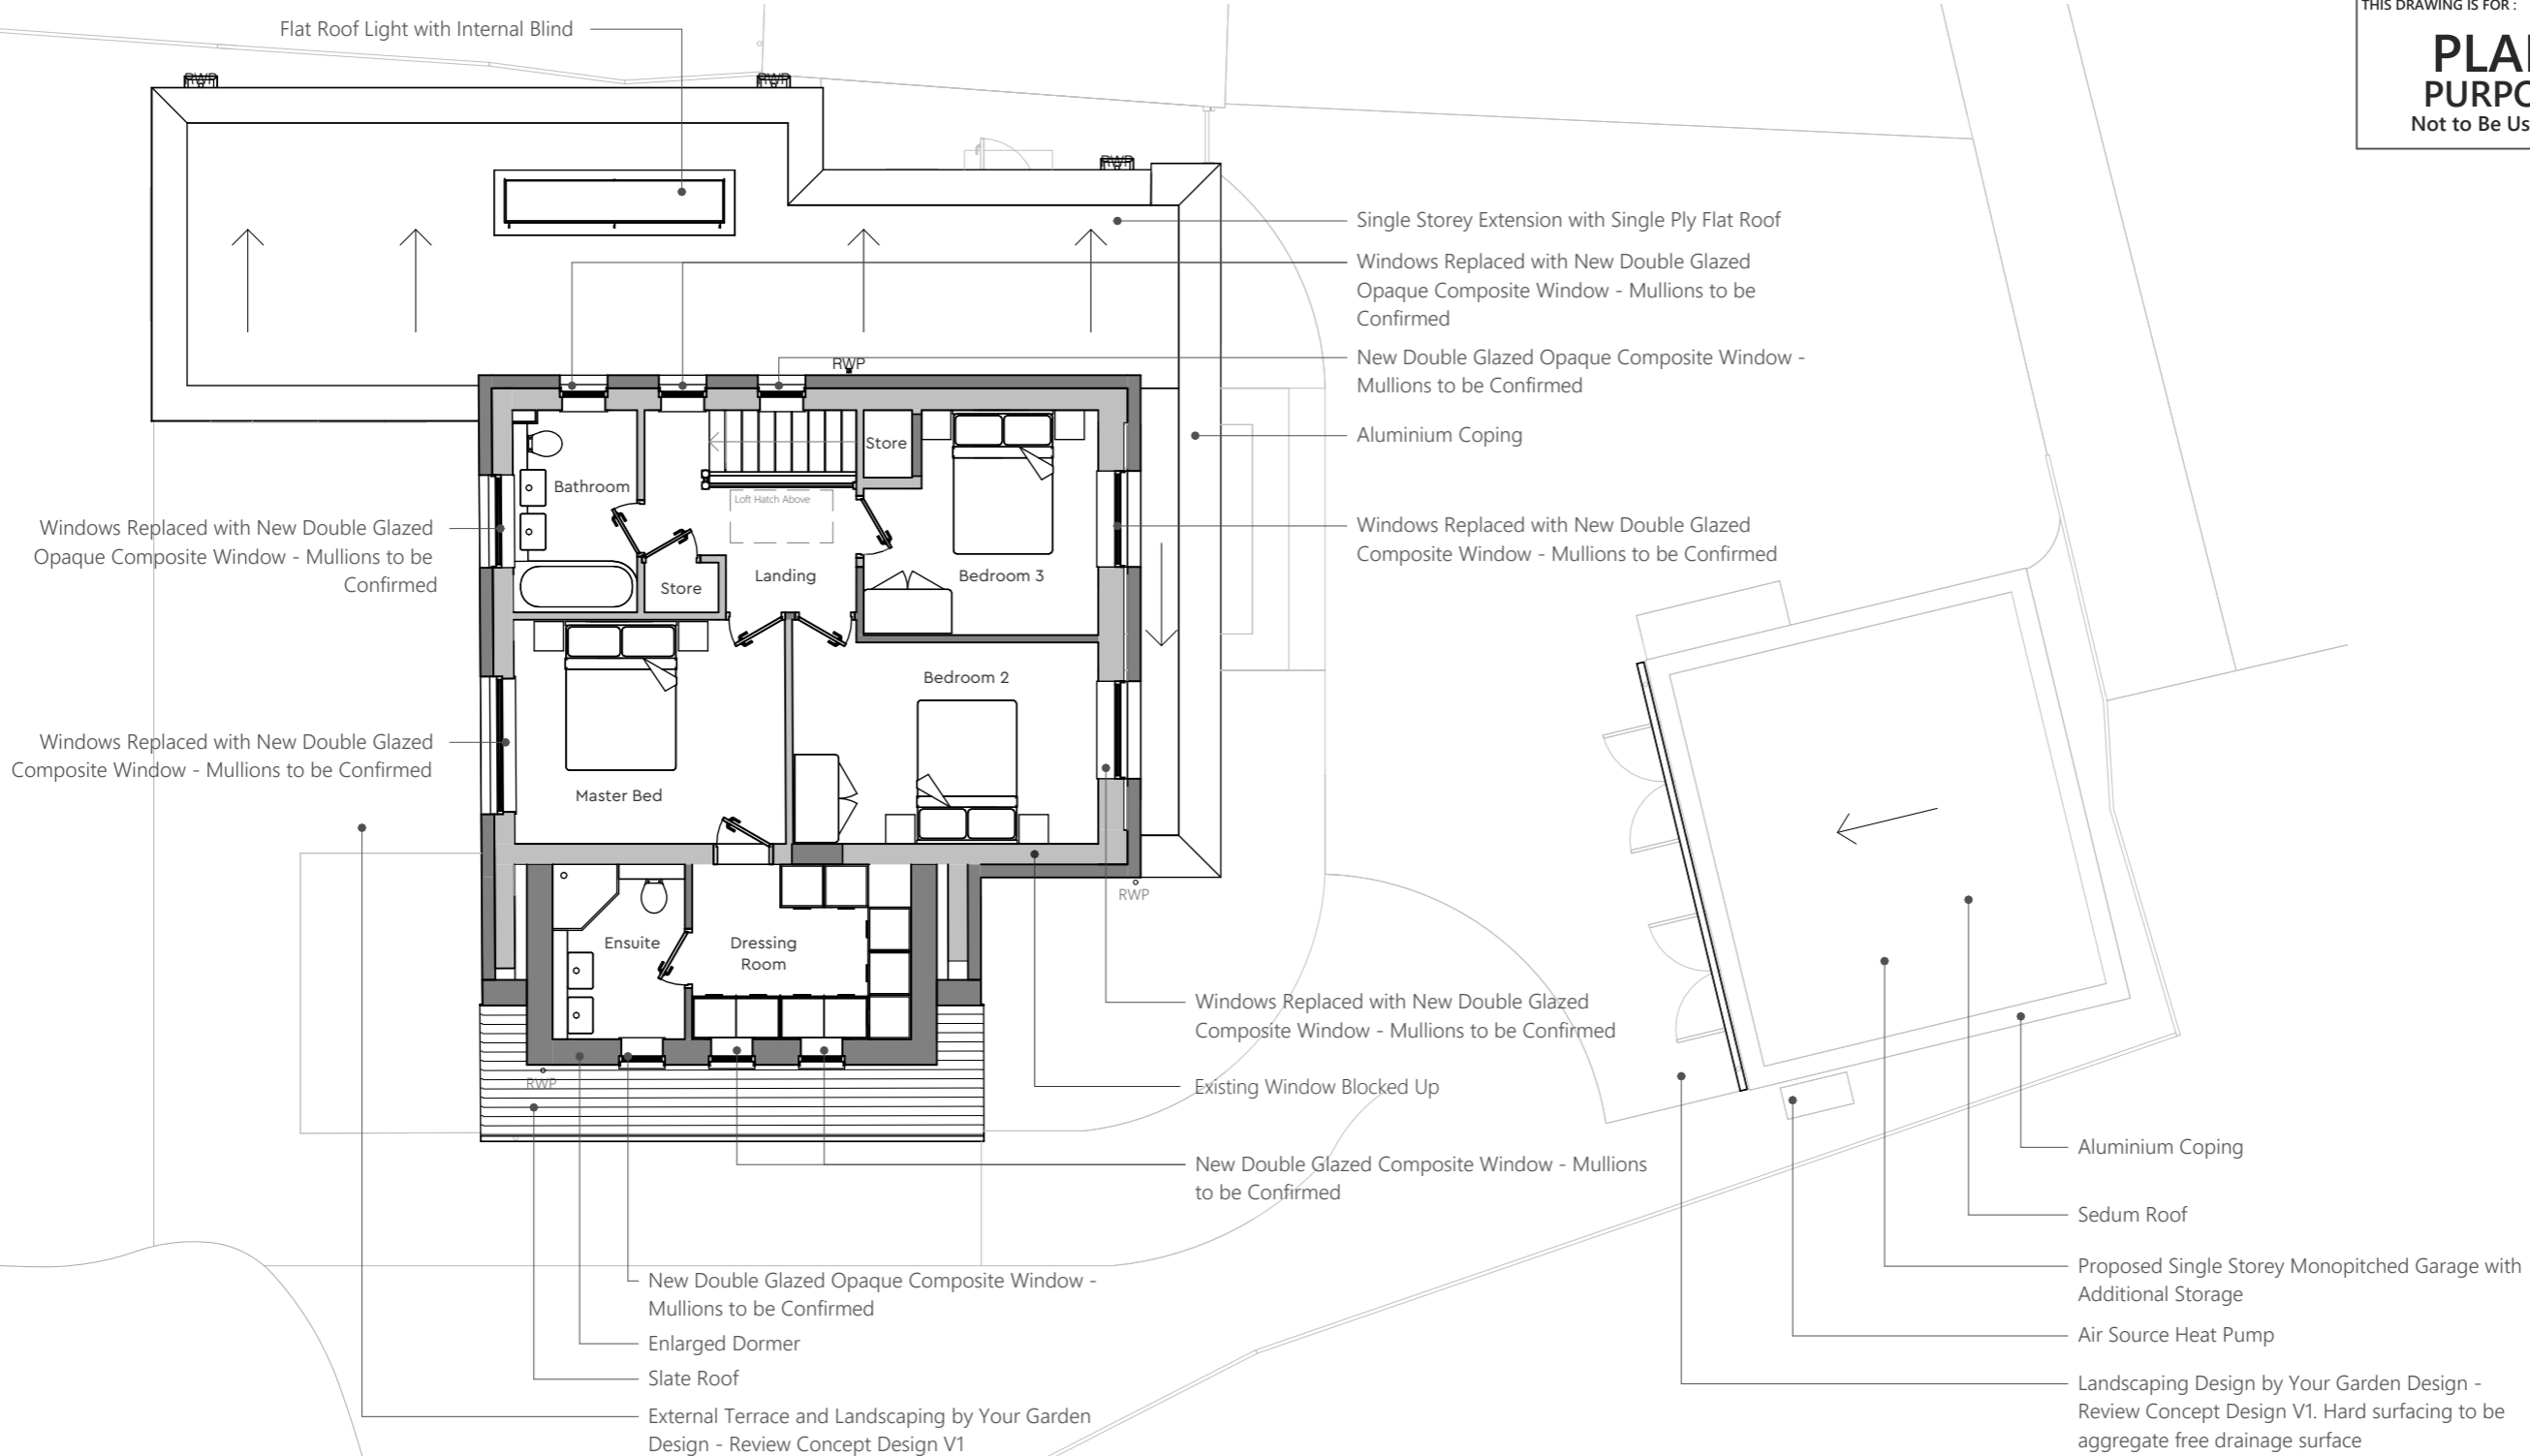 THIS DRAWING IS FOR :
Not to Be
Flat Roof Light with Internal Blind
RWP
RWP
RWP
Single Storey Extension with Single Ply Flat Roof
Windows Replaced with New Double Glazed
Opaque Composite Window - Mullions to be
Confirmed
New Double Glazed Opaque Composite Window -
Mullions to be Confirmed
RWP
Aluminium Coping
Store
Bathroom
Loft Hatch Above
Windows Replaced with New Double Glazed
Opaque Composite Window - Mullions to be
Confirmed
Windows Replaced with New Double Glazed
Composite Window - Mullions to be Confirmed
Landing
Bedroom 3
Store
Bedroom 2
Windows Replaced with New Double Glazed
Composite Window - Mullions to be Confirmed
Master Bed
RWP
Ensuite
Dressing
Room
Windows Replaced with New Double Glazed
Composite Window - Mullions to be Confirmed
RWP
Existing Window Blocked Up
New Double Glazed Composite Window - Mullions
to be Confirmed
Aluminium Coping
Sedum Roof
Proposed Single Storey Monopitched Garage with
Additional Storage
Air Source Heat Pump
Landscaping Design by Your Garden Design -
Review Concept Design V1. Hard surfacing to be
aggregate free drainage surface
New Double Glazed Opaque Composite Window -
Mullions to be Confirmed
Enlarged Dormer
Slate Roof
External Terrace and Landscaping by Your Garden
Design - Review Concept Design V1